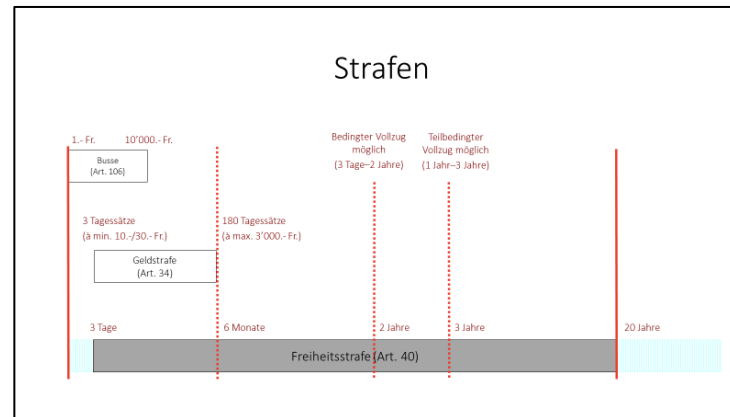 Strafen
1.- Fr.
10'000.- Fr.
Busse
(Art. 106)
Bedingter Vollzug
möglich
(3 Tage–2 Jahre)
Teilbedingter
Vollzug möglich
(1 Jahr–3 Jahre)
3 Tagessätze
(à min. 10.-/30.- Fr.)
180 Tagessätze
(à max. 3'000.- Fr.)
Geldstrafe
(Art. 34)
3 Tage
6 Monate
2 Jahre
3 Jahre
20 Jahre
Freiheitsstrafe (Art. 40)